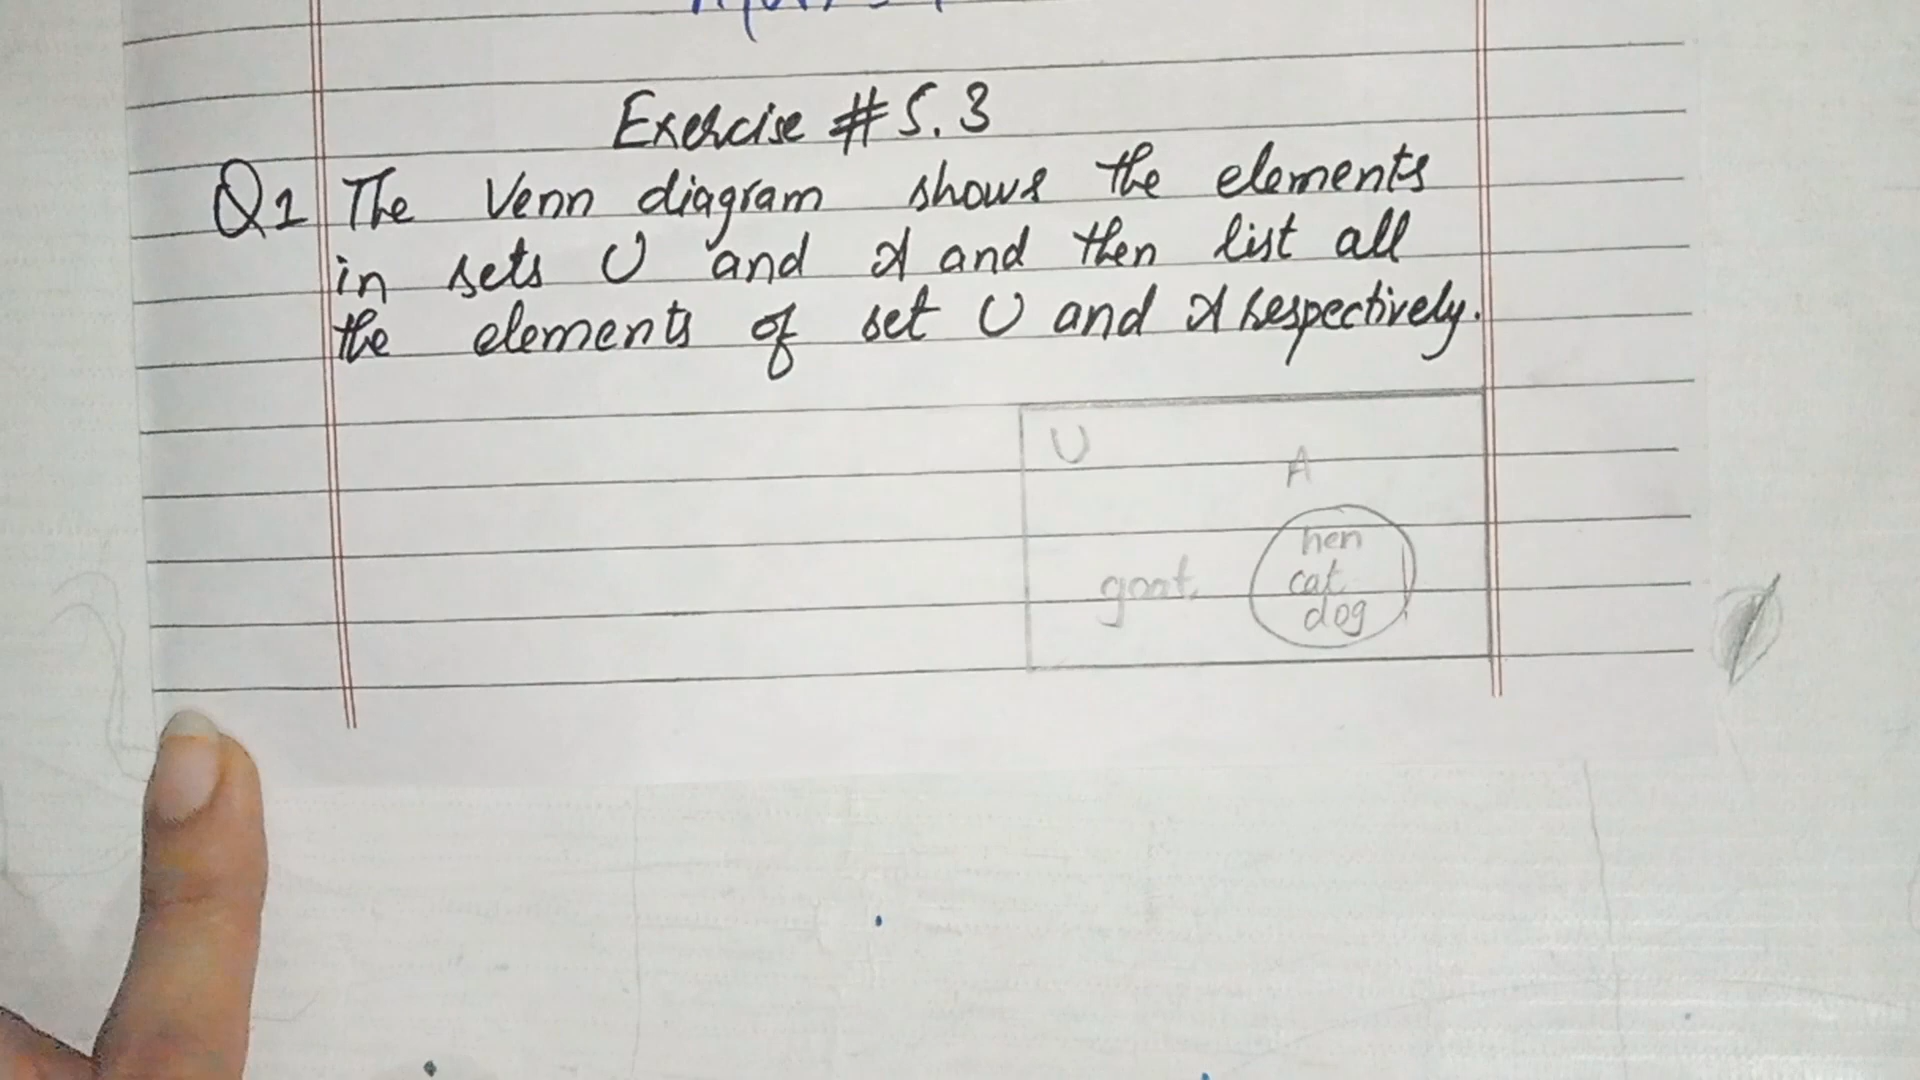 Exercise #5.3
Q1 The Venn diagram shows the elements
in sets U and A and then list all
the elements of set U and A respectively.
U
A
hen
goat. cat
dog